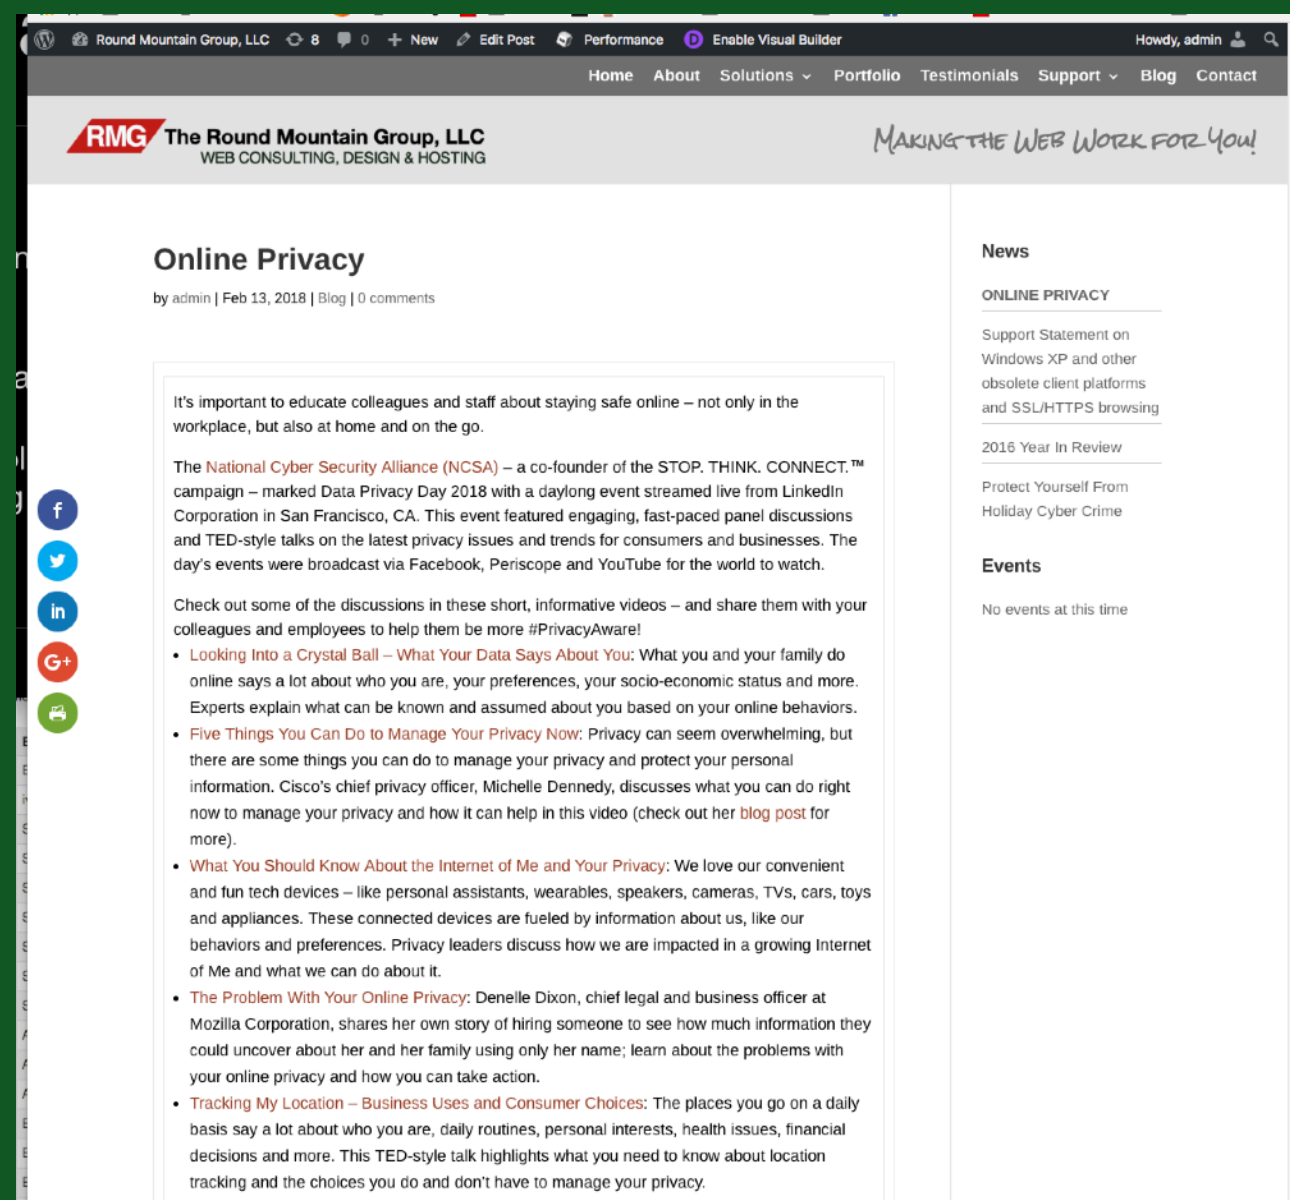 Round Mountain Group, LLC 8 0 New Edit Post Performance D Enable Visual Builder Howdy, admin
Home About Solutions Portfolio Testimonials Support Blog Contact
RMG The Round Mountain Group, LLC
WEB CONSULTING, DESIGN & HOSTING
Making the Web Work for You!
Online Privacy
by admin | Feb 13, 2018 | Blog | 0 comments
It's important to educate colleagues and staff about staying safe online – not only in the
workplace, but also at home and on the go.
The National Cyber Security Alliance (NCSA) – a co-founder of the STOP. THINK. CONNECT.™
campaign – marked Data Privacy Day 2018 with a daylong event streamed live from LinkedIn
Corporation in San Francisco, CA. This event featured engaging, fast-paced panel discussions
and TED-style talks on the latest privacy issues and trends for consumers and businesses. The
day's events were broadcast via Facebook, Periscope and YouTube for the world to watch.
Check out some of the discussions in these short, informative videos – and share them with your
colleagues and employees to help them be more #PrivacyAware!
• Looking Into a Crystal Ball – What Your Data Says About You: What you and your family do
online says a lot about who you are, your preferences, your socio-economic status and more.
Experts explain what can be known and assumed about you based on your online behaviors.
• Five Things You Can Do to Manage Your Privacy Now: Privacy can seem overwhelming, but
there are some things you can do to manage your privacy and protect your personal
information. Cisco's chief privacy officer, Michelle Dennedy, discusses what you can do right
now to manage your privacy and how it can help in this video (check out her blog post for
more).
• What You Should Know About the Internet of Me and Your Privacy: We love our convenient
and fun tech devices – like personal assistants, wearables, speakers, cameras, TVs, cars, toys
and appliances. These connected devices are fueled by information about us, like our
behaviors and preferences. Privacy leaders discuss how we are impacted in a growing Internet
of Me and what we can do about it.
• The Problem With Your Online Privacy: Denelle Dixon, chief legal and business officer at
Mozilla Corporation, shares her own story of hiring someone to see how much information they
could uncover about her and her family using only her name; learn about the problems with
your online privacy and how you can take action.
• Tracking My Location – Business Uses and Consumer Choices: The places you go on a daily
basis say a lot about who you are, daily routines, personal interests, health issues, financial
decisions and more. This TED-style talk highlights what you need to know about location
tracking and the choices you do and don't have to manage your privacy.
f
in
G+
News
ONLINE PRIVACY
Support Statement on
Windows XP and other
obsolete client platforms
and SSL/HTTPS browsing
2016 Year In Review
Protect Yourself From
Holiday Cyber Crime
Events
No events at this time